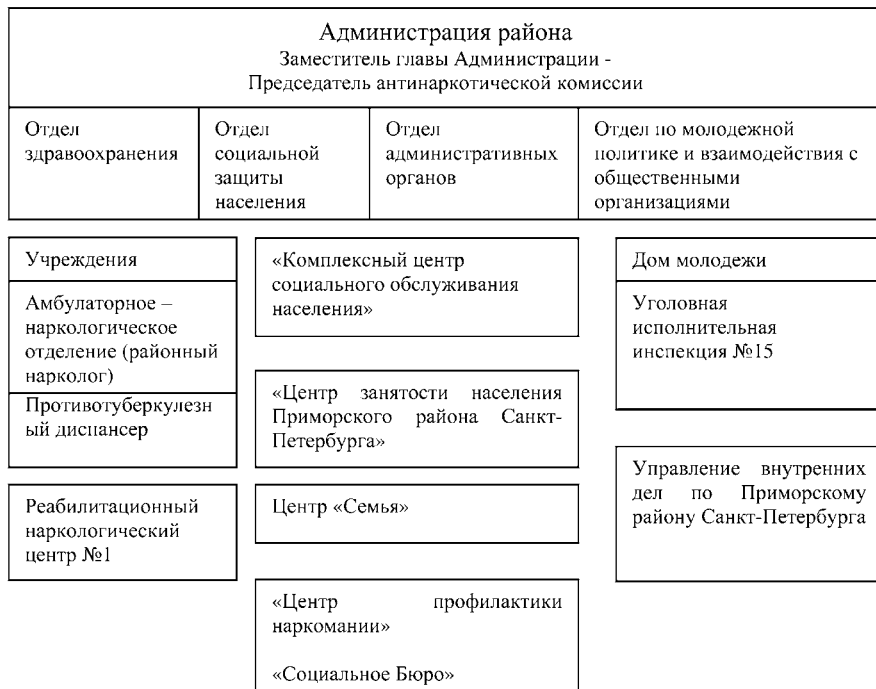 Администрация района
Заместитель главы Администрации -
Председатель антинаркотической комиссии
Отдел
здравоохранения
Отдел
социальной
защиты
населения
Отдел
административных
органов
Отдел по молодежной
политике и взаимодействия с
общественными
организациями
Учреждения
Амбулаторное –
наркологическое
отделение (районный
нарколог)
Противотуберкулезн
ый диспансер
Реабилитационный
наркологический
центр №1
«Комплексный центр
социального обслуживания
населения»
«Центр занятости населения
Приморского района Санкт-
Петербурга»
Центр «Семья»
«Центр профилактики
наркомании»
«Социальное Бюро»
Дом молодежи
Уголовная
исполнительная
инспекция №15
Управление внутренних
дел по Приморскому
району Санкт-Петербурга